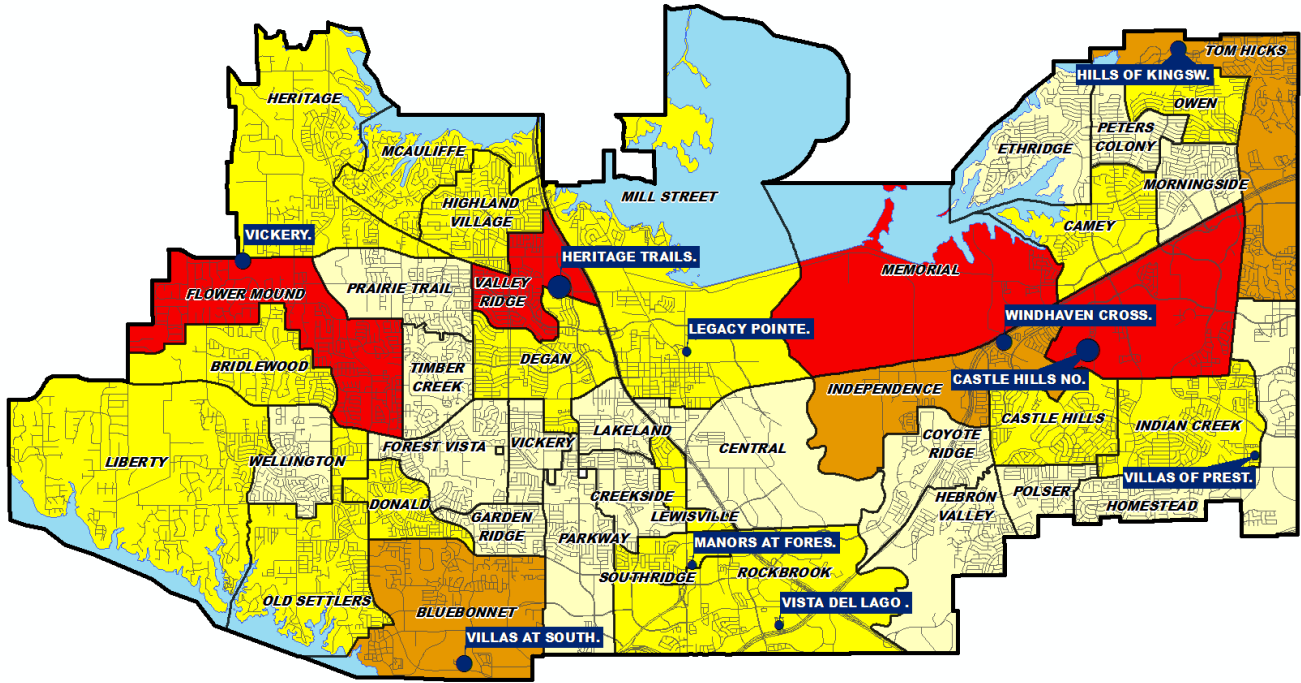 TOM HICKS
HILLS OF KINGSW.
HERITAGE
OWEN
PETERS
COLONY
MCAULIFFE
ETHRIDGE
MORNINGSIDE
MILL STREET
HIGHLAND
VILLAGE
CAMEY
VICKERY.
HERITAGE TRAILS.
MEMORIAL
VALLEY
RIDGE
PRAIRIE TRAIL
FLOWER MOUND
WINDHAVEN CROSS.
LEGACY POINTE.
DEGAN
BRIDLEWOOD
TIMBER
CREEK
CASTLE HILLS NO.
INDEPENDENCE
CASTLE HILLS
INDIAN CREEK
LAKELAND
COYOTE
RIDGE
FOREST VISTA
VICKERY
CENTRAL
LIBERTY
WELLINGTON
VILLAS OF PREST.
POLSER
CREEKSIDE
HEBRON
VALLEY
DONALD
HOMESTEAD
LEWISVILLE
GARDEN
RIDGE
PARKWAY
MANORS AT FORES.
SOUTHRIDGE
ROCKBROOK
OLD SETTLERS
VISTA DEL LAGO .
BLUEBONNET
VILLAS AT SOUTH.